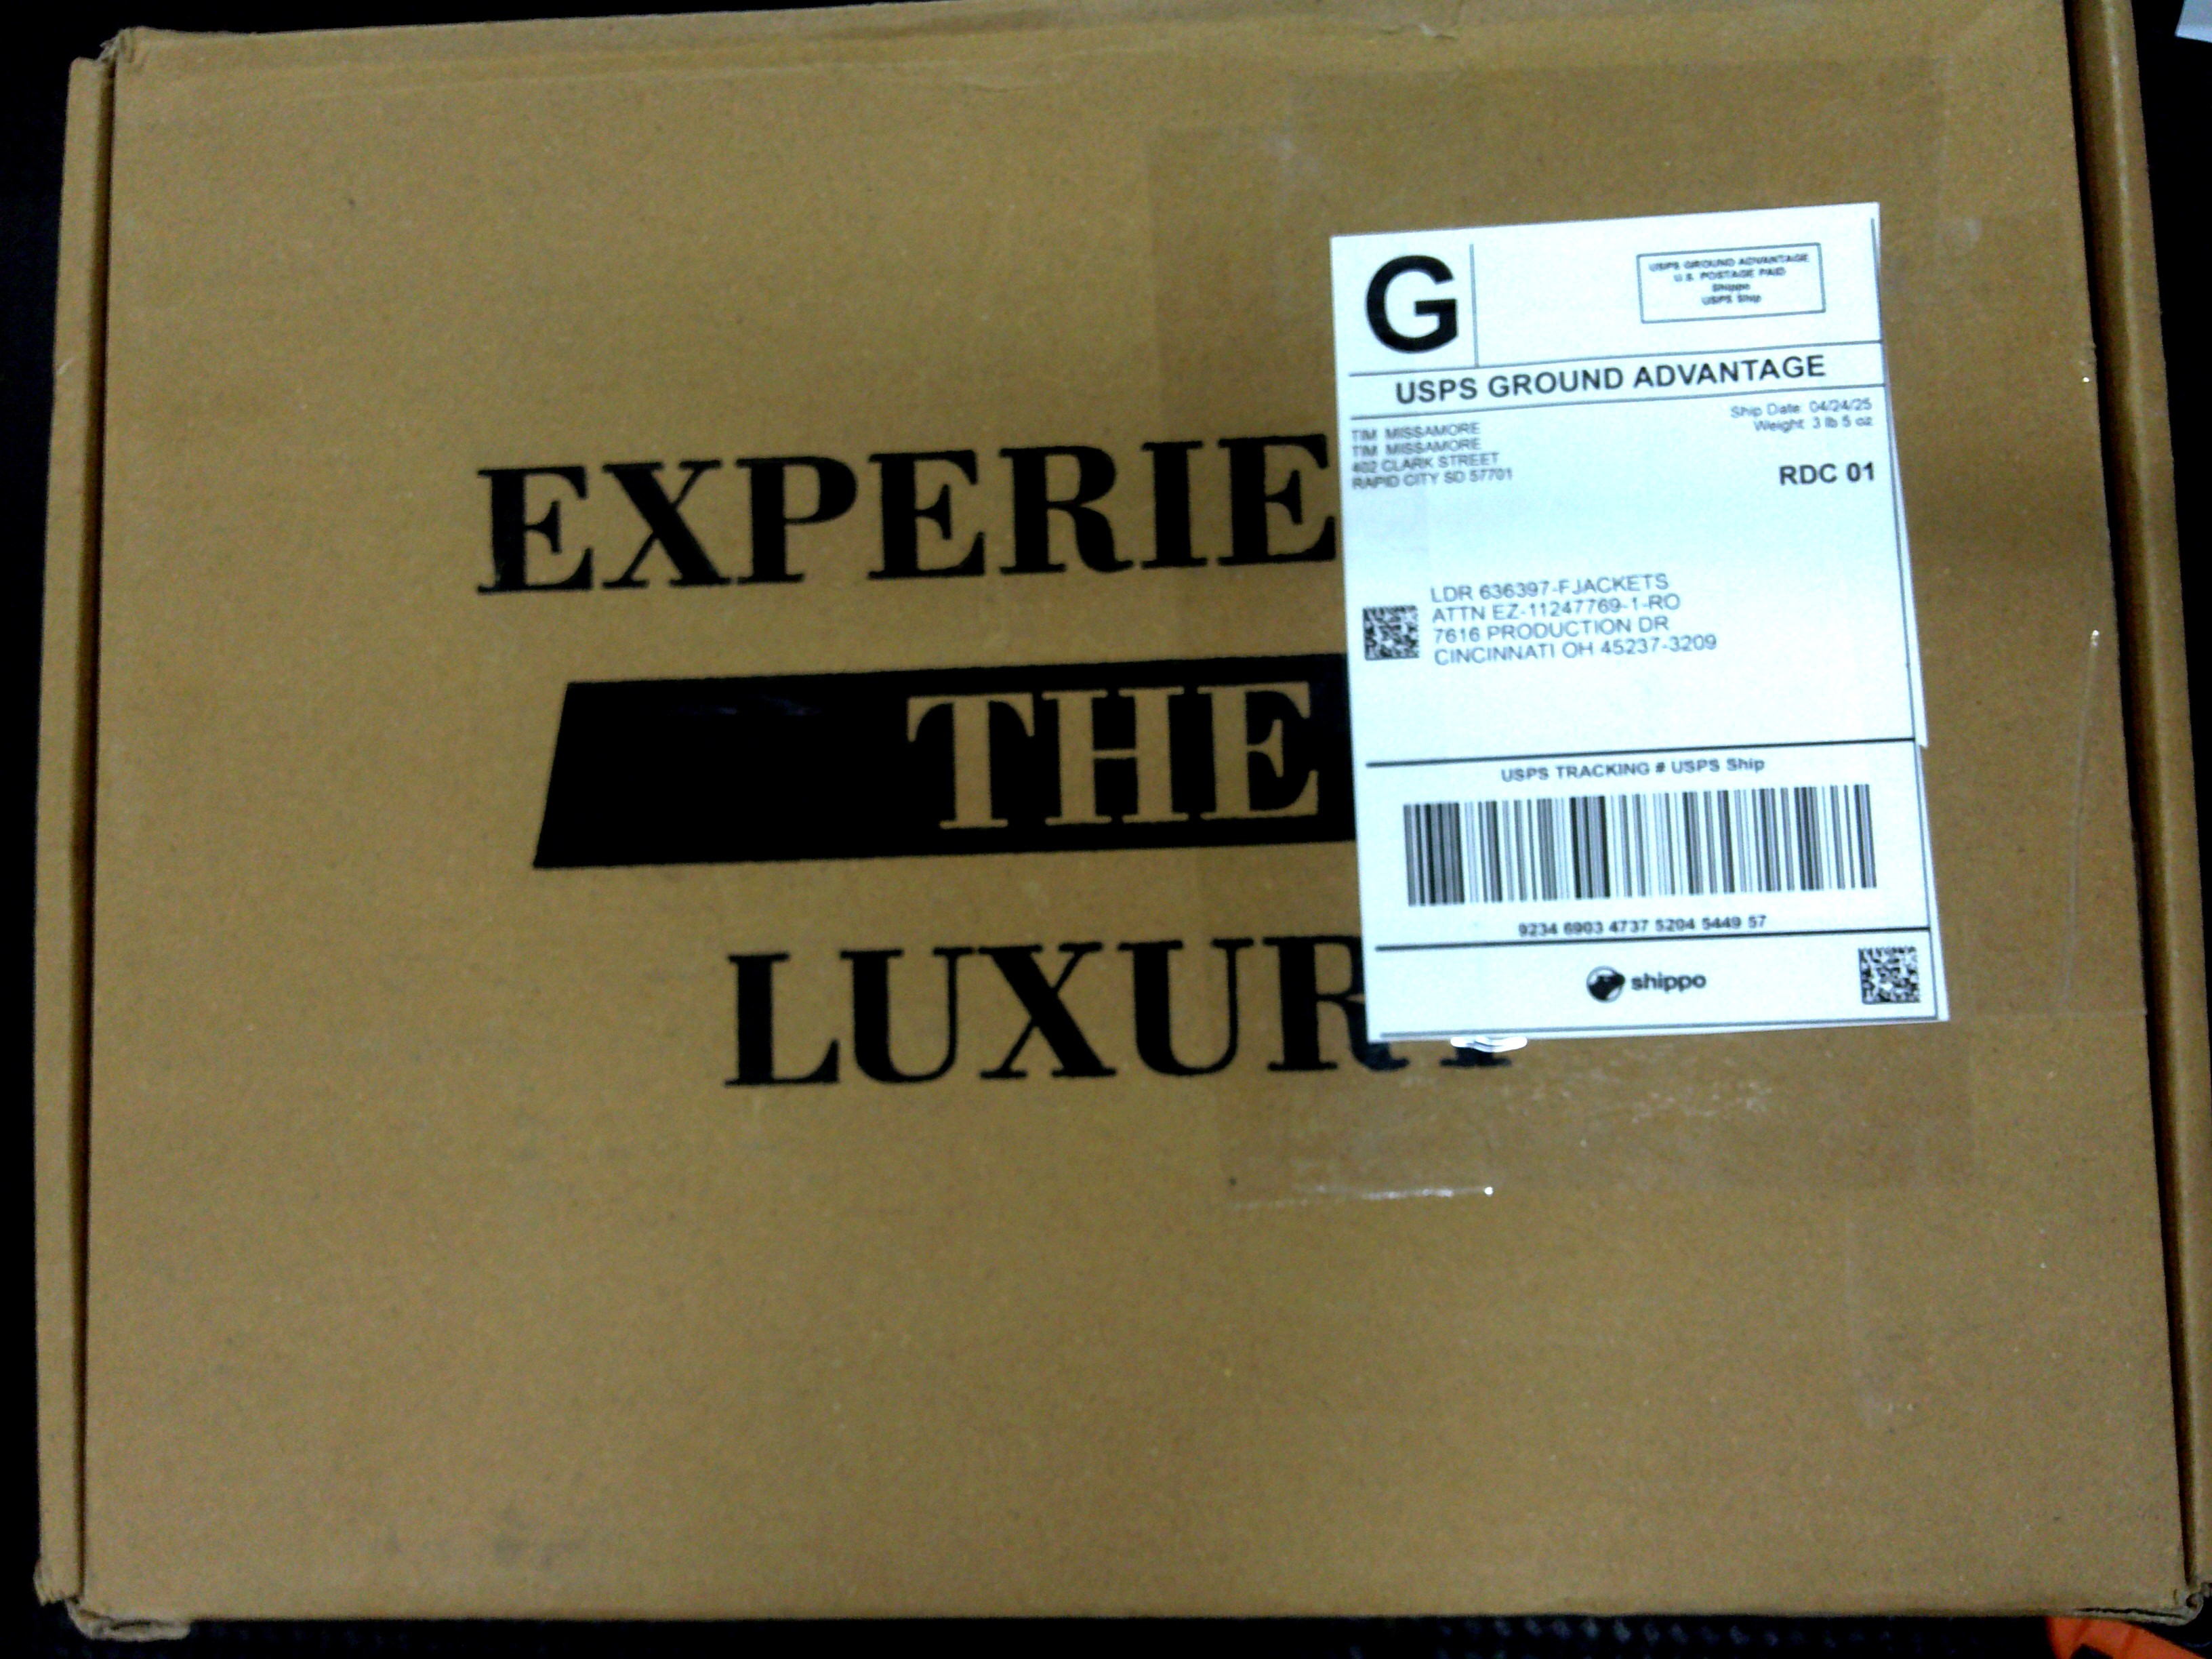 EXPERIE
THE
LUXURY
G
USPS GROUND ADVANTAGE
U.S. POSTAGE PAID
Shippo
USPS Ship
USPS GROUND ADVANTAGE
Ship Date: 04/24/25
Weight: 3 lb 5 oz
TIM MISSAMORE
TIM MISSAMORE
402 CLARK STREET
RAPID CITY SD 57701
RDC 01
LDR 636397-FJACKETS
ATTN EZ-11247769-1-RO
7616 PRODUCTION DR
CINCINNATI OH 45237-3209
USPS TRACKING # USPS Ship
9234 6903 4737 5204 5449 57
shippo